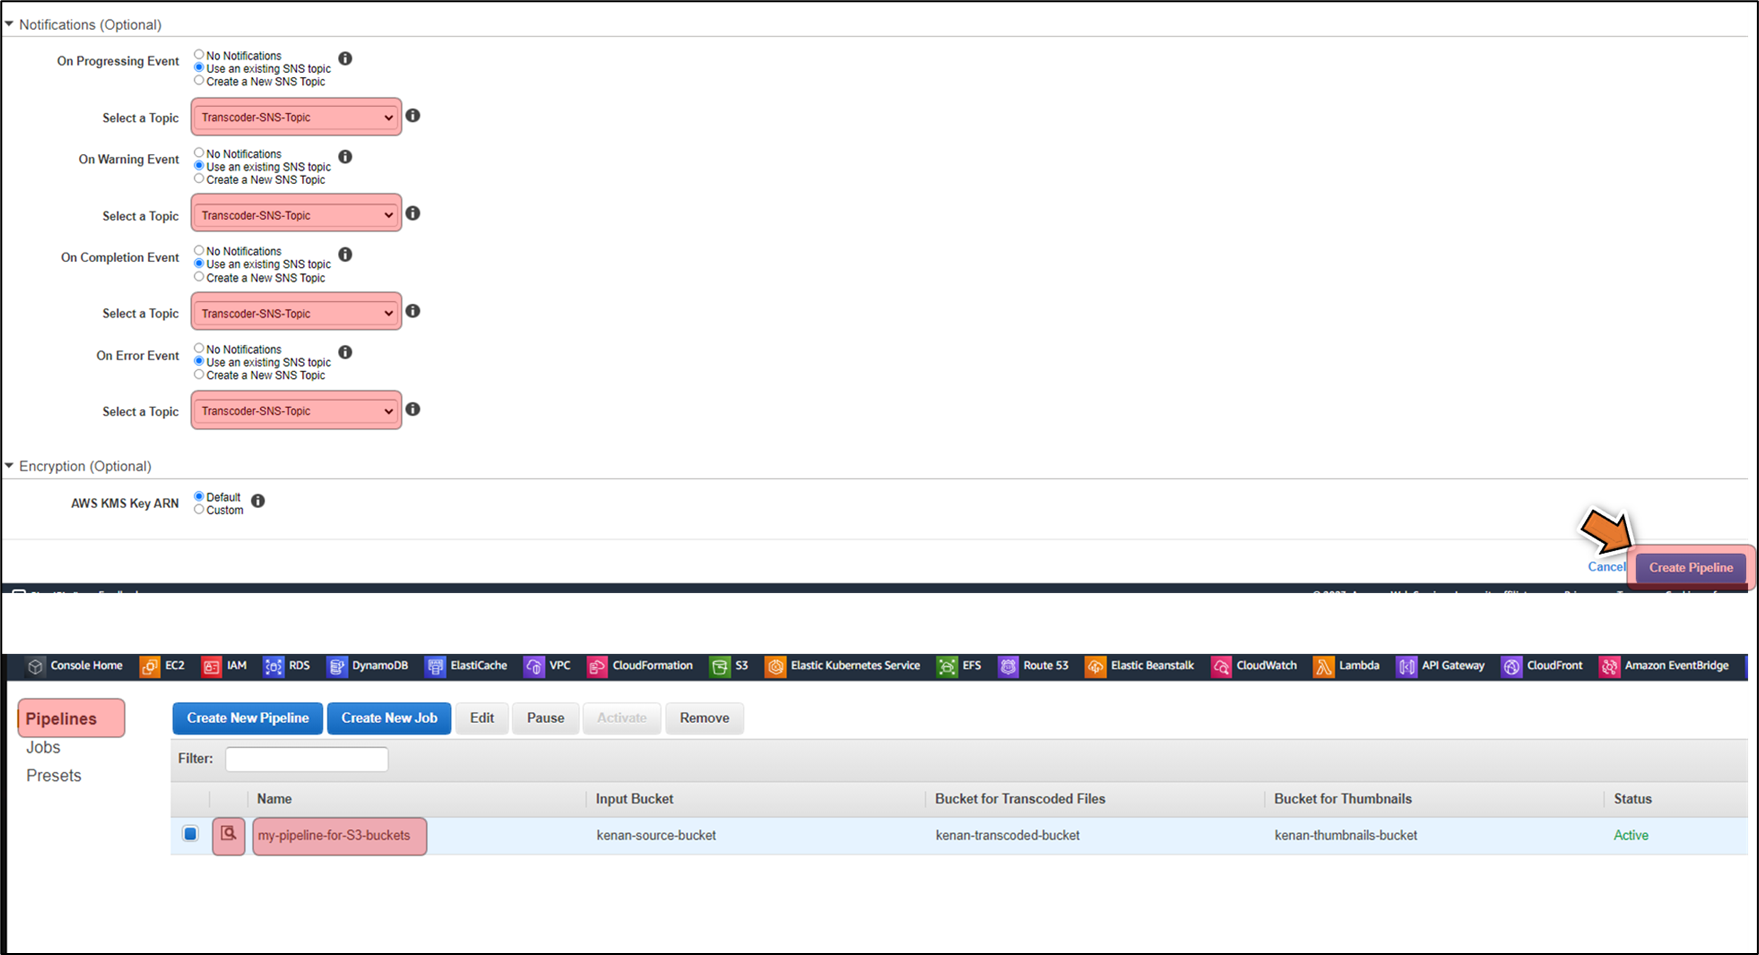 Notifications (Optional)
On Progressing Event
No Notifications
Use an existing SNS topic
Create a New SNS Topic
Select a Topic
Transcoder-SNS-Topic
On Warning Event
No Notifications
Use an existing SNS topic
Create a New SNS Topic
Select a Topic
Transcoder-SNS-Topic
On Completion Event
No Notifications
Use an existing SNS topic
Create a New SNS Topic
Select a Topic
Transcoder-SNS-Topic
On Error Event
No Notifications
Use an existing SNS topic
Create a New SNS Topic
Select a Topic
Transcoder-SNS-Topic
Encryption (Optional)
AWS KMS Key ARN
Default
Custom
Cancel Create Pipeline
Console Home EC2 IAM RDS DynamoDB ElastiCache VPC CloudFormation S3 Elastic Kubernetes Service EFS Route 53 Elastic Beanstalk CloudWatch Lambda API Gateway CloudFront Amazon EventBridge
Pipelines
Jobs
Presets
Create New Pipeline Create New Job Edit Pause Activate Remove
Filter:
Name Input Bucket Bucket for Transcoded Files Bucket for Thumbnails Status
my-pipeline-for-S3-buckets kenan-source-bucket kenan-transcoded-bucket kenan-thumbnails-bucket Active